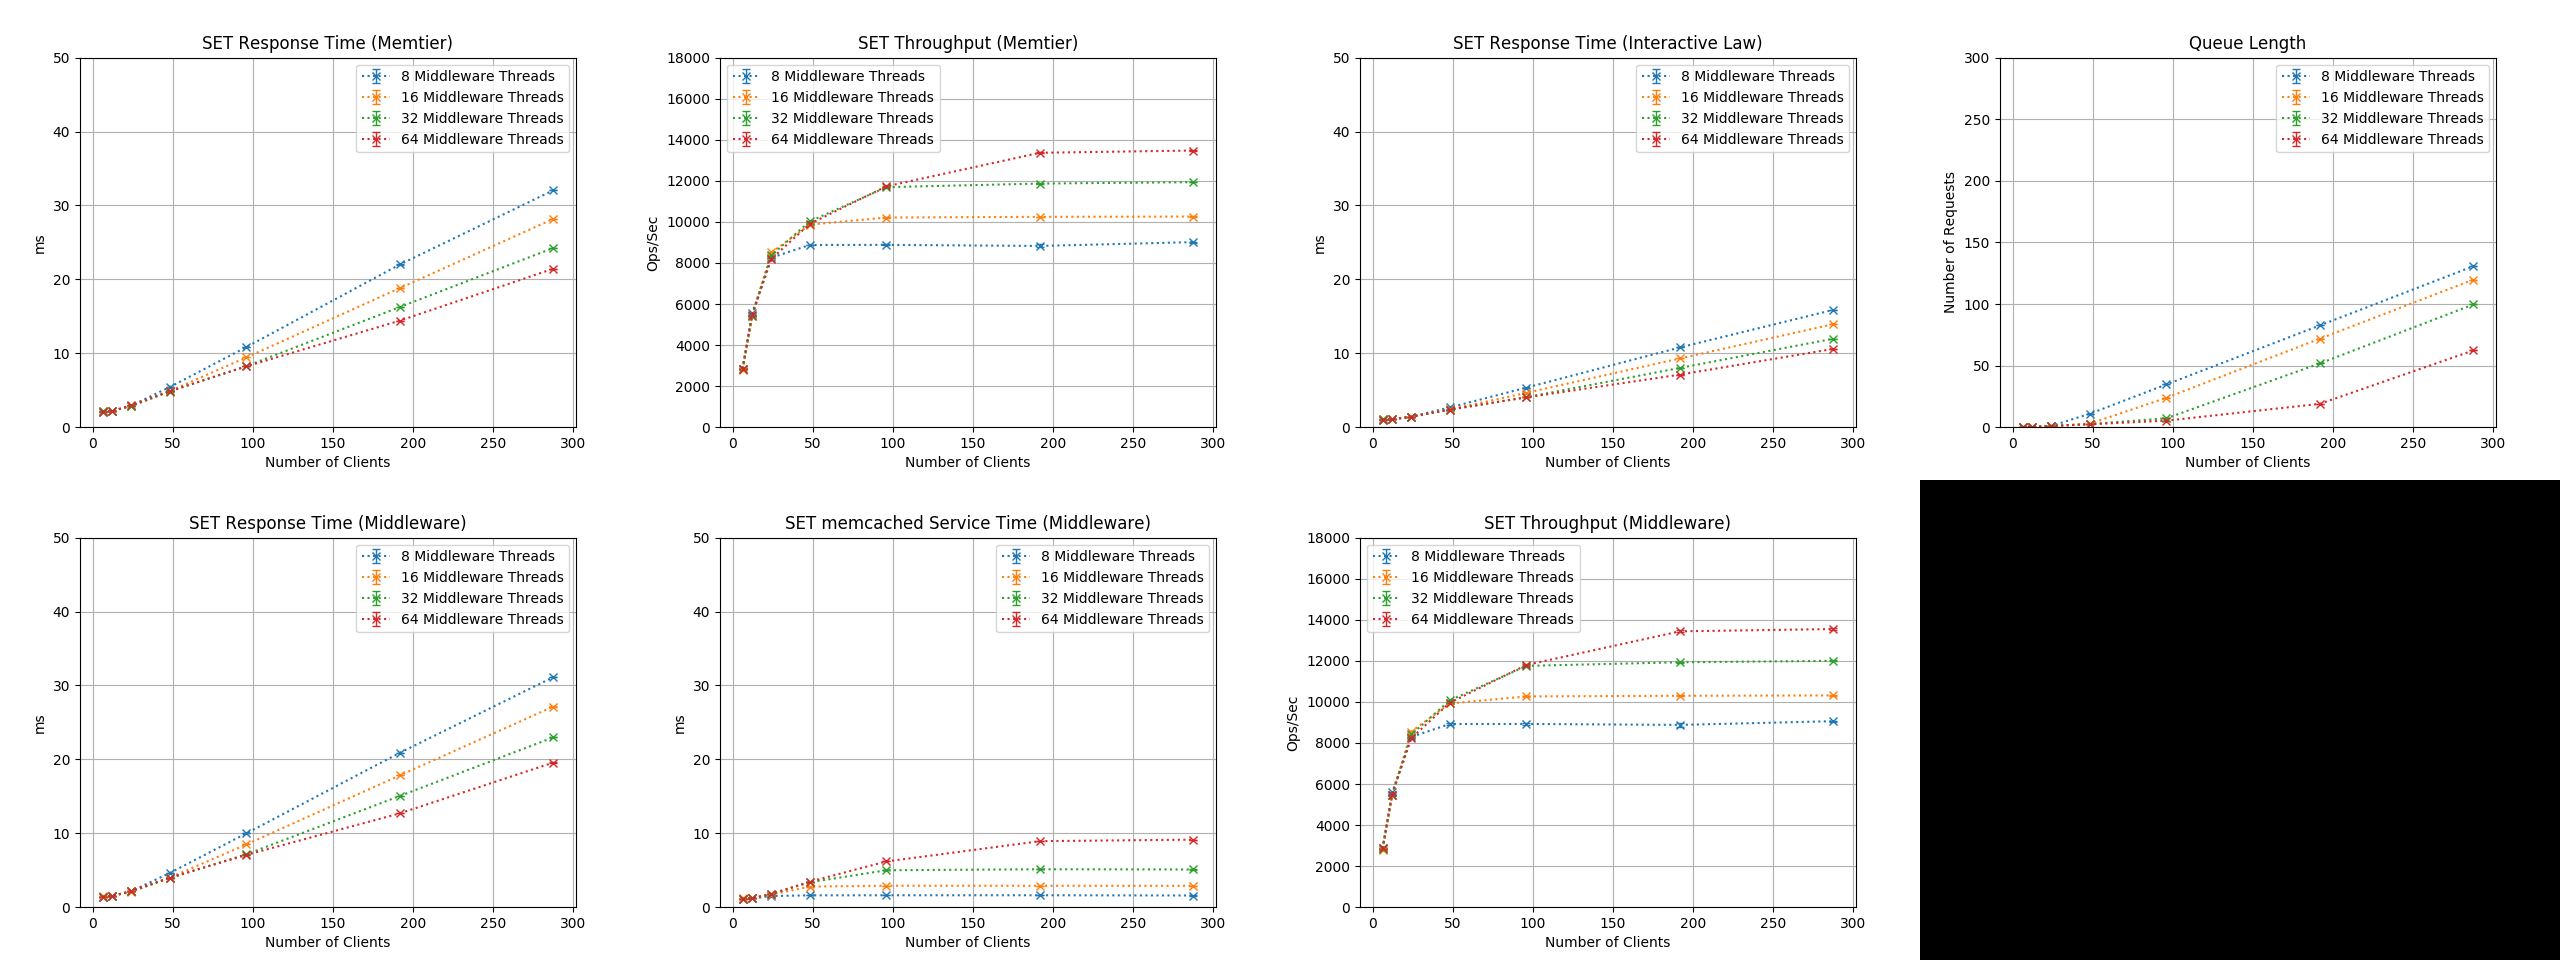 SET Response Time (Memtier)
50
40
30
20
10
0
ms
8 Middleware Threads
16 Middleware Threads
32 Middleware Threads
64 Middleware Threads
0 50 100 150 200 250 300
Number of Clients
SET Throughput (Memtier)
18000
16000
14000
12000
10000
8000
6000
4000
2000
0
Ops/Sec
8 Middleware Threads
16 Middleware Threads
32 Middleware Threads
64 Middleware Threads
0 50 100 150 200 250 300
Number of Clients
SET Response Time (Interactive Law)
50
40
30
20
10
0
ms
8 Middleware Threads
16 Middleware Threads
32 Middleware Threads
64 Middleware Threads
0 50 100 150 200 250 300
Number of Clients
Queue Length
300
250
200
150
100
50
0
Number of Requests
8 Middleware Threads
16 Middleware Threads
32 Middleware Threads
64 Middleware Threads
0 50 100 150 200 250 300
Number of Clients
SET Response Time (Middleware)
50
40
30
20
10
0
ms
8 Middleware Threads
16 Middleware Threads
32 Middleware Threads
64 Middleware Threads
0 50 100 150 200 250 300
Number of Clients
SET memcached Service Time (Middleware)
50
40
30
20
10
0
ms
8 Middleware Threads
16 Middleware Threads
32 Middleware Threads
64 Middleware Threads
0 50 100 150 200 250 300
Number of Clients
SET Throughput (Middleware)
18000
16000
14000
12000
10000
8000
6000
4000
2000
0
Ops/Sec
8 Middleware Threads
16 Middleware Threads
32 Middleware Threads
64 Middleware Threads
0 50 100 150 200 250 300
Number of Clients